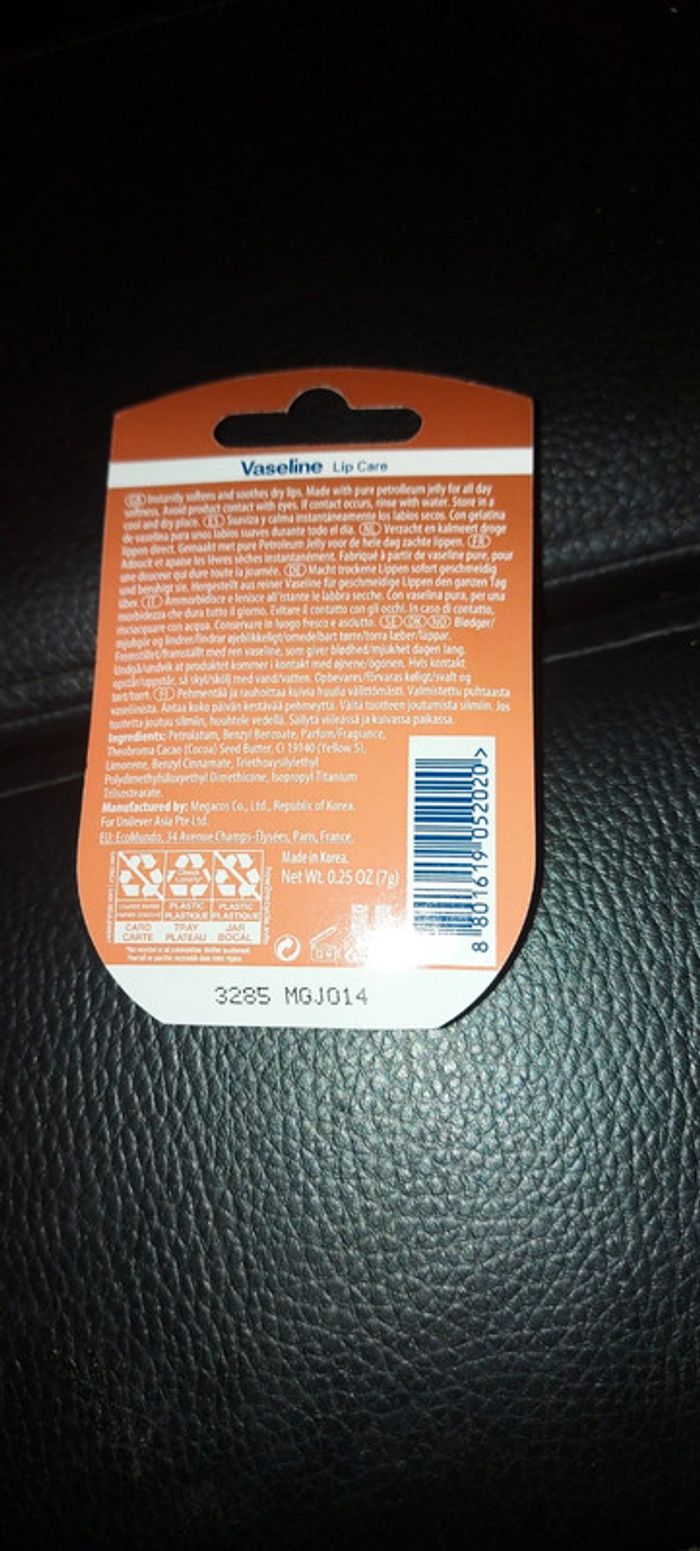 Vaseline Lip Care
GB Instantly softens and soothes dry lips. Made with pure petrolleum jelly for all day
softness. Avoid product contact with eyes. If contact occurs, rinse with water. Store in a
cool and dry place. ES Suaviza y calma instantáneamente los labios secos. Con gelatina
de vaselina para unos labios suaves durante todo el día. NL Verzacht en kalmeert droge
lippen direct. Gemaakt met pure Petroleum Jelly voor de hele dag zachte lippen. FR
Adoucit et apaise les lèvres sèches instantanément. Fabriqué à partir de vaseline pure, pour
une douceur qui dure toute la journée. DE Macht trockene Lippen sofort geschmeidig
und beruhigt sie. Hergestellt aus reiner Vaseline für geschmeidige Lippen den ganzen Tag
über. IT Ammorbidisce e lenisce all'istante le labbra secche. Con vaselina pura, per una
morbidezza che dura tutto il giorno. Evitare il contatto con gli occhi. In caso di contatto,
risciacquare con acqua. Conservare in luogo fresco e asciutto. SE DK NO Blødgør/
mjukgör og lindrer/lindrar øjeblikkeligt/omedelbart tørre/torra læber/läppar.
Fremstillet/framställt med ren vaseline, som giver blødhed/mjukhet dagen lang.
Undgå/undvik at produktet kommer i kontakt med øjnene/ögonen. Hvis kontakt
opstår/uppstår, så skyl/skölj med vand/vatten. Opbevares/förvaras køligt/svalt og
tørt/torrt. FI Pehmentää ja rauhoittaa kuivia huulia välittömästi. Valmistettu puhtaasta
vaseliinista. Antaa koko päivän kestävää pehmeyttä. Vältä tuotteen joutumista silmiin. Jos
tuotetta joutuu silmiin, huuhtele vedellä. Säilytä viileässä ja kuivassa paikassa.
Ingredients: Petrolatum, Benzyl Benzoate, Parfum/Fragrance,
Theobroma Cacao (Cocoa) Seed Butter, CI 19140 (Yellow 5),
Limonene, Benzyl Cinnamate, Triethoxysilylethyl
Polydimethylsiloxyethyl Dimethicone, Isopropyl Titanium
Triisostearate.
Manufactured by: Megacos Co., Ltd., Republic of Korea.
For Unilever Asia Pte Ltd.
EU: EcoMundo, 34 Avenue Champs-Elysées, Paris, France.
Made in Korea.
Net Wt. 0.25 OZ (7g)
PLASTIC PLASTIC
PLASTIQUE PLASTIQUE
CARD TRAY JAR
CARTE PLATEAU BOCAL
8 801619 052020 >
3285 MGJ014